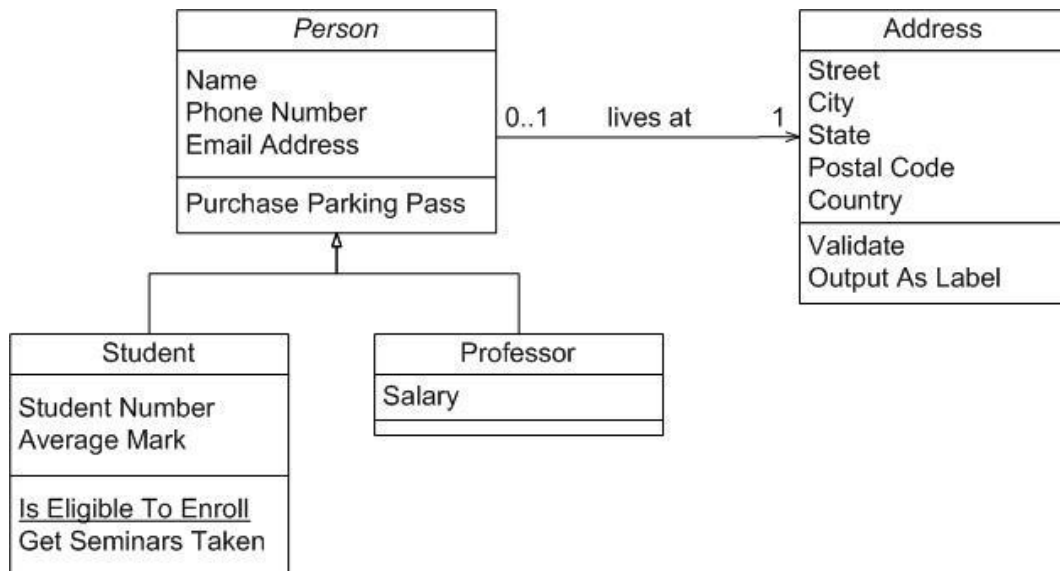 Person
Name
Phone Number
Email Address
Purchase Parking Pass
0..1 lives at 1
Address
Street
City
State
Postal Code
Country
Validate
Output As Label
Student
Student Number
Average Mark
Is Eligible To Enroll
Get Seminars Taken
Professor
Salary